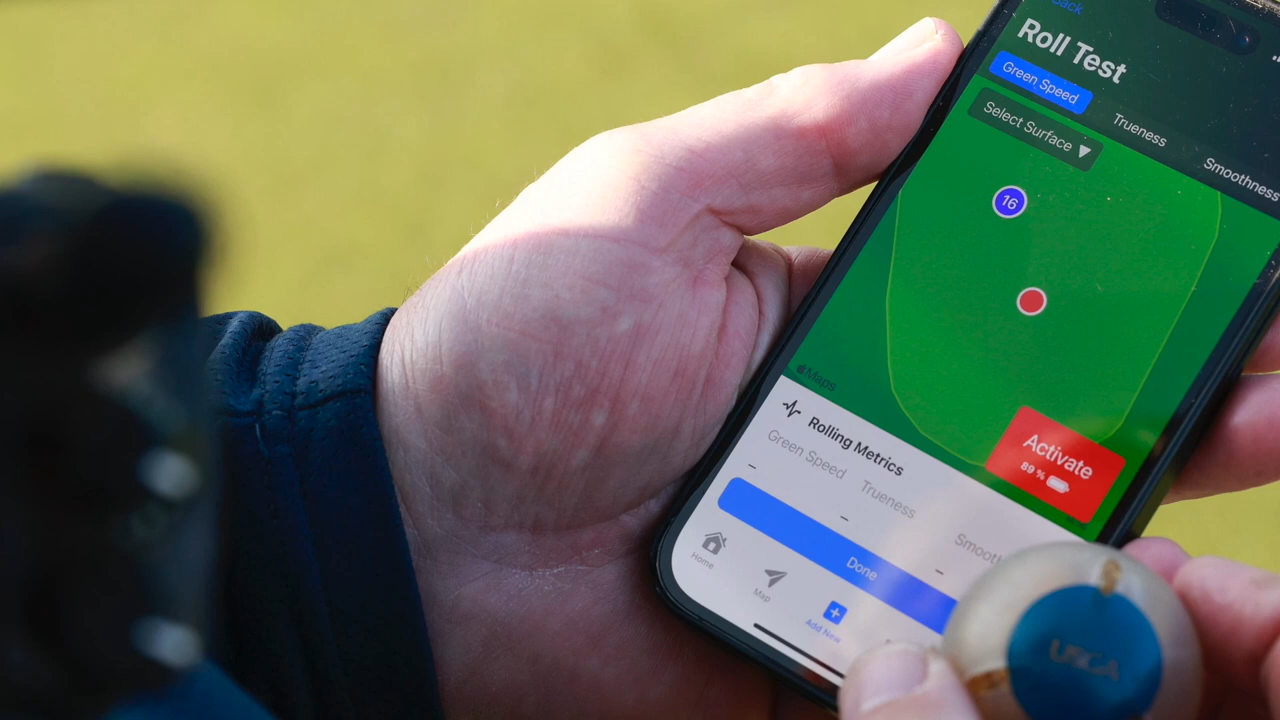 Back
Roll Test
Green Speed
Trueness
Smoothness
Select Surface ▼
16
Maps
Activate
89 %
Rolling Metrics
Green Speed
Trueness
–
–
–
Done
Home
Map
Add New
USGA